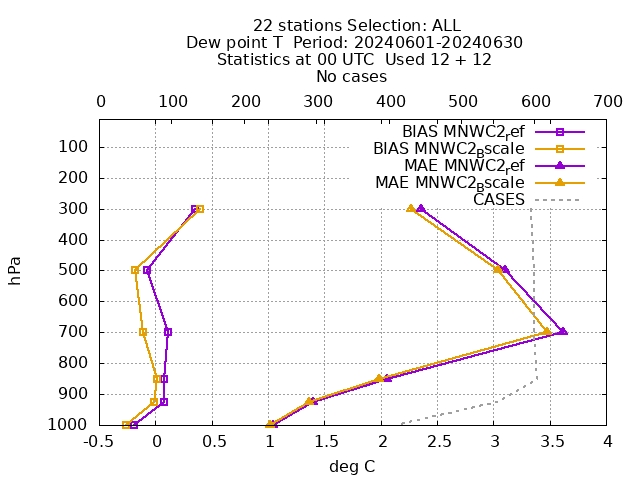 22 stations Selection: ALL
Dew point T  Period: 20240601-20240630
Statistics at 00 UTC  Used 12 + 12
No cases
0 100 200 300 400 500 600 700
BIAS MNWC2_ref
BIAS MNWC2_Bscale
MAE MNWC2_ref
MAE MNWC2_Bscale
CASES
100
200
300
400
500
600
700
800
900
1000
hPa
-0.5 0 0.5 1 1.5 2 2.5 3 3.5 4
deg C